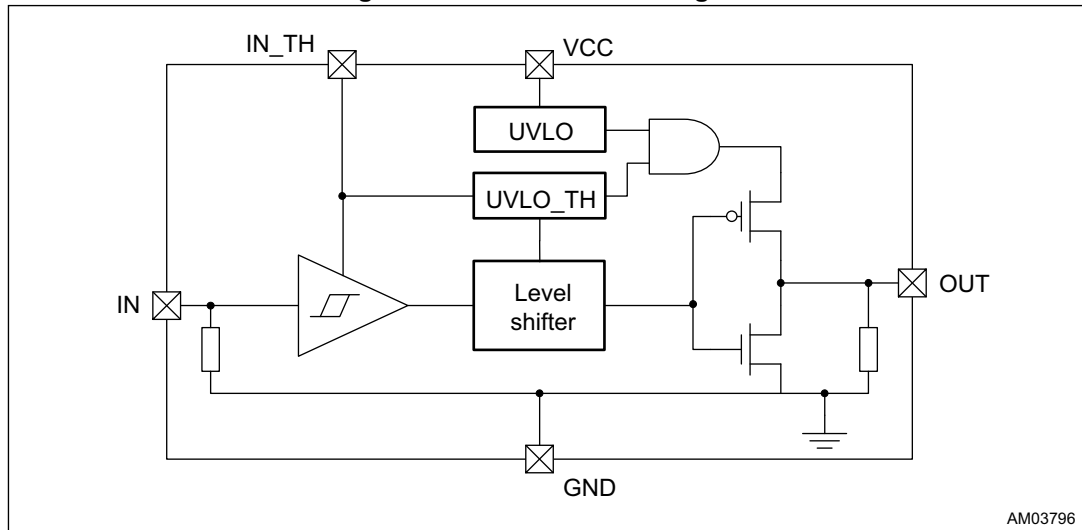 IN_TH
VCC
UVLO
UVLO_TH
IN
Level
shifter
OUT
GND
AM03796